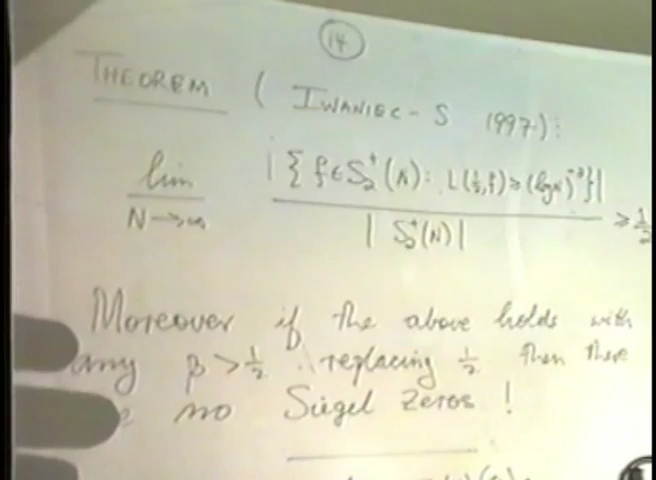 14
THEOREM ( IWANIEC - S 1997 ) :
lim |{ f ∈ S₂⁺(N) : L(½,f) ≥ (log N)⁻² }|
N→∞ | S₂⁺(N) | ≥ ½
Moreover if the above holds with
any β > ½ replacing ½ then there
no Siegel zeros !